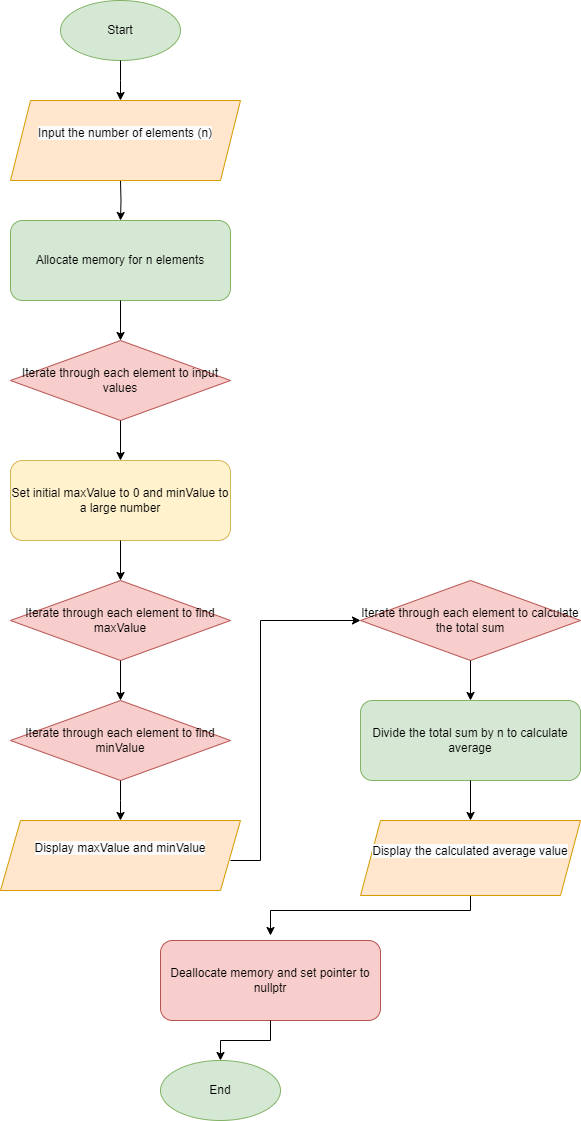 Start
Input the number of elements (n)
Allocate memory for n elements
Iterate through each element to input
values
Set initial maxValue to 0 and minValue to
a large number
Iterate through each element to find
maxValue
Iterate through each element to find
minValue
Display maxValue and minValue
Iterate through each element to calculate
the total sum
Divide the total sum by n to calculate
average
Display the calculated average value
Deallocate memory and set pointer to
nullptr
End